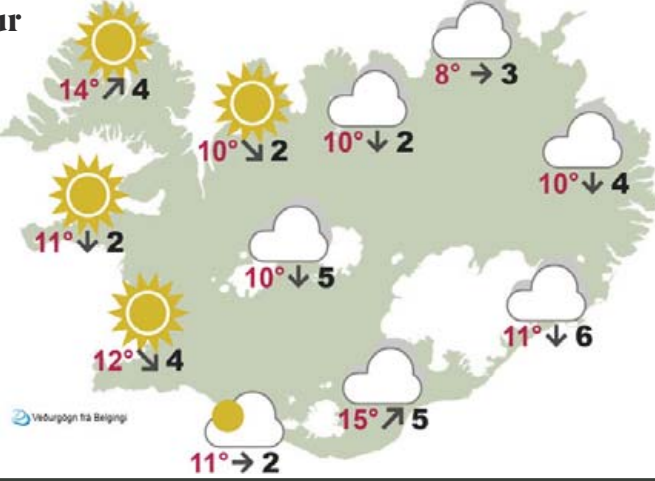 ur
8° → 3
14° ↗ 4
10° ↘ 2
10° ↓ 2
10° ↓ 4
11° ↓ 2
10° ↓ 5
11° ↓ 6
12° ↘ 4
15° ↗ 5
Veðurgögn frá Belgingi
11° → 2